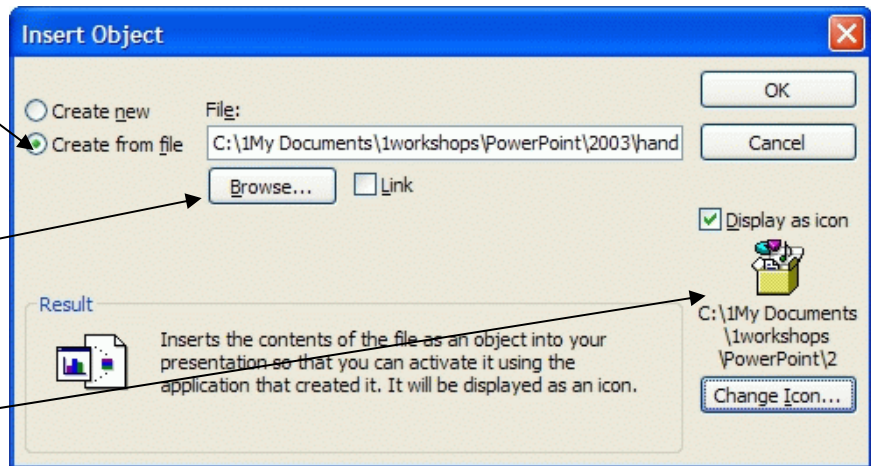 Insert Object
Create new
Create from file
File:
C:\1My Documents\1workshops\PowerPoint\2003\hand
Browse...
Link
OK
Cancel
Display as icon
C:\1My Documents
\1workshops
\PowerPoint\2
Change Icon...
Result
Inserts the contents of the file as an object into your
presentation so that you can activate it using the
application that created it. It will be displayed as an icon.